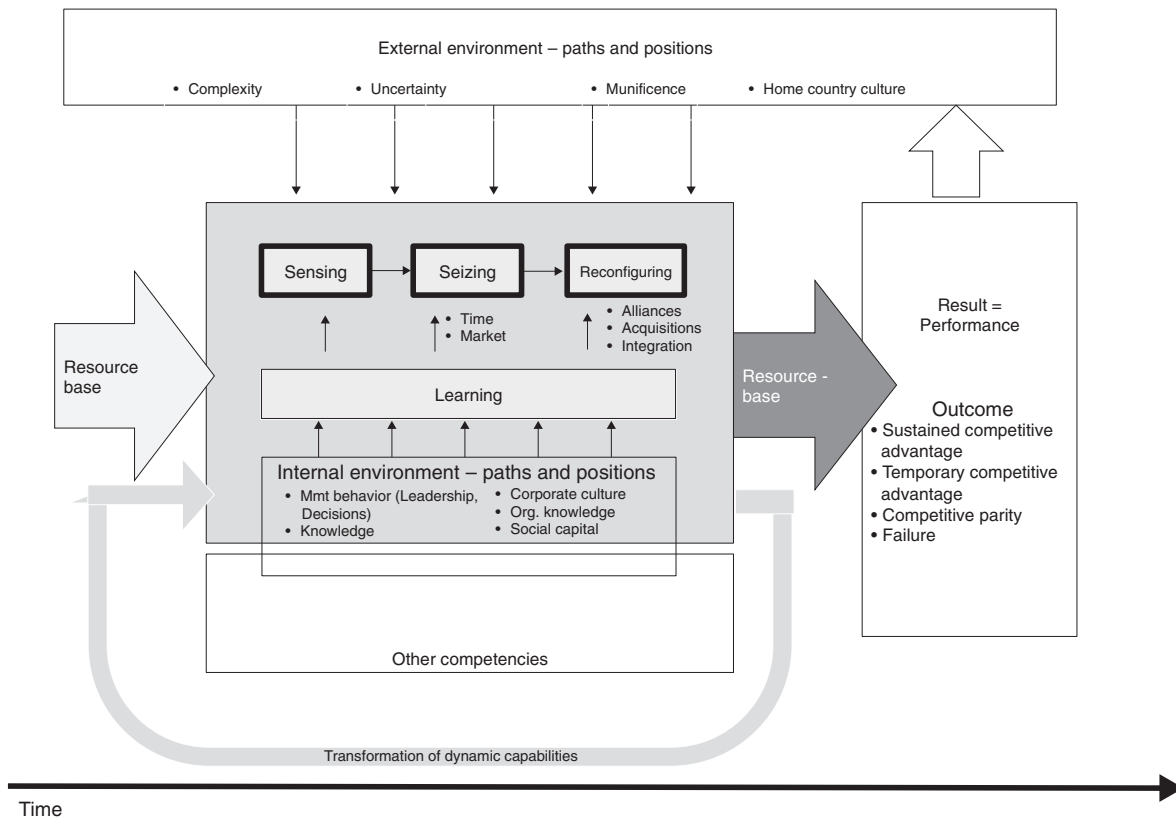 External environment – paths and positions
• Complexity • Uncertainty • Munificence • Home country culture
Sensing
Seizing
Reconfiguring
• Time
• Market
• Alliances
• Acquisitions
• Integration
Resource
base
Learning
Internal environment – paths and positions
• Mmt behavior (Leadership,
Decisions)
• Knowledge
• Corporate culture
• Org. knowledge
• Social capital
Other competencies
Resource -
base
Result =
Performance
Outcome
• Sustained competitive
advantage
• Temporary competitive
advantage
• Competitive parity
• Failure
Transformation of dynamic capabilities
Time